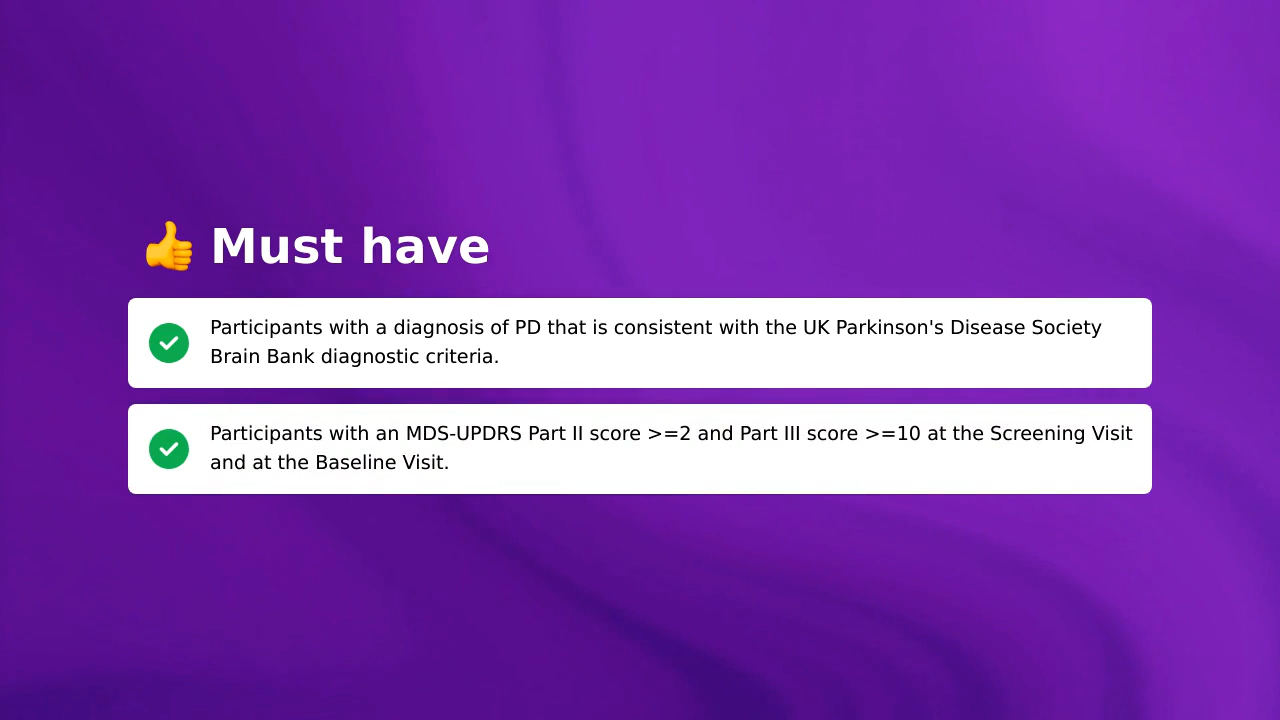 👍 Must have
Participants with a diagnosis of PD that is consistent with the UK Parkinson's Disease Society
Brain Bank diagnostic criteria.
Participants with an MDS-UPDRS Part II score >=2 and Part III score >=10 at the Screening Visit
and at the Baseline Visit.